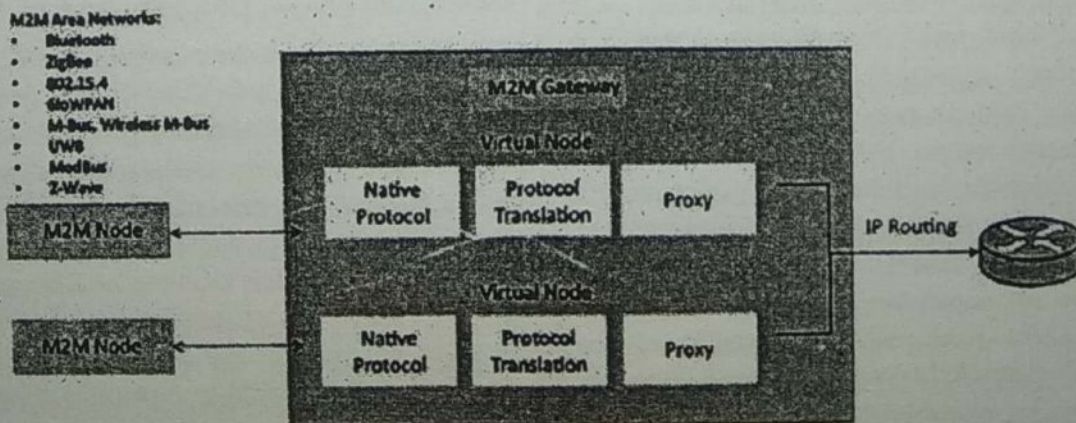 M2M Area Networks:
• Bluetooth
• ZigBee
• 802.15.4
• 6loWPAN
• M-Bus, Wireless M-Bus
• UWB
• ModBus
• Z-Wave
M2M Node
M2M Node
M2M Gateway
Virtual Node
Native
Protocol
Protocol
Translation
Proxy
Virtual Node
Native
Protocol
Protocol
Translation
Proxy
IP Routing